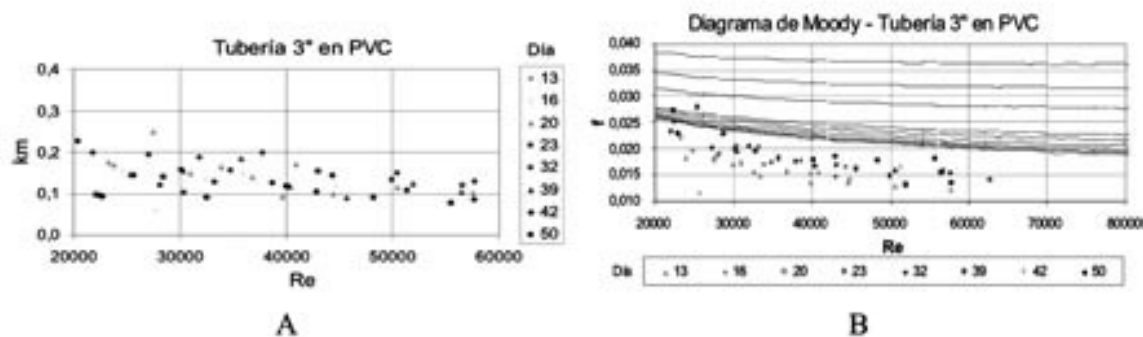 Tubería 3" en PVC
Día
0,4
0,3
0,2
0,1
0,0
km
20000 30000 40000 50000 60000
Re
13
16
20
23
32
39
42
50
A
Diagrama de Moody - Tubería 3" en PVC
0,040
0,035
0,030
0,025
0,020
0,015
0,010
f
20000 30000 40000 50000 60000 70000 80000
Re
Día 13 16 20 23 32 39 42 50
B